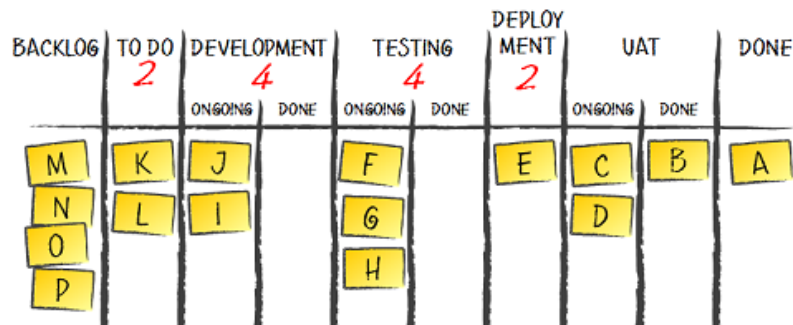 DEPLOY
BACKLOG TO DO DEVELOPMENT TESTING MENT UAT DONE
2 4 4 2
ONGOING DONE ONGOING DONE ONGOING DONE
M K J F E C B A
N L I G D
O
H
P